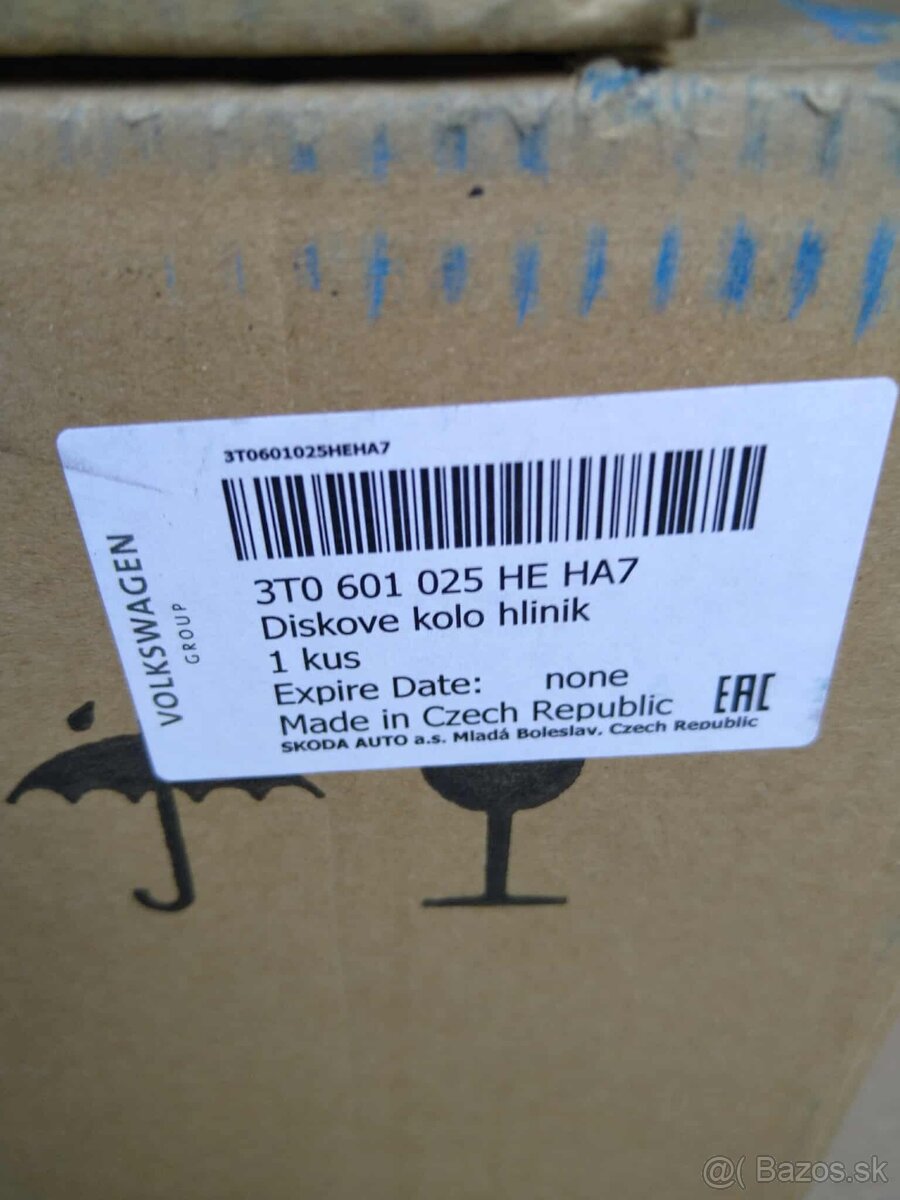 3T0601025HEHA7
3T0 601 025 HE HA7
Diskove kolo hlinik
1 kus
Expire Date: none
Made in Czech Republic
SKODA AUTO a.s. Mladá Boleslav, Czech Republic
EAC
VOLKSWAGEN
GROUP
@( Bazos.sk